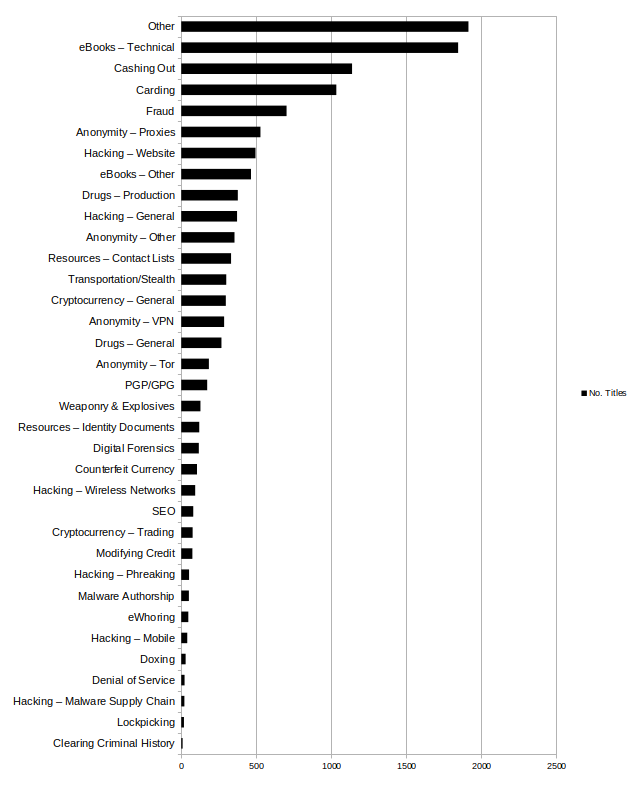 Other
eBooks – Technical
Cashing Out
Carding
Fraud
Anonymity – Proxies
Hacking – Website
eBooks – Other
Drugs – Production
Hacking – General
Anonymity – Other
Resources – Contact Lists
Transportation/Stealth
Cryptocurrency – General
Anonymity – VPN
Drugs – General
Anonymity – Tor
PGP/GPG
No. Titles
Weaponry & Explosives
Resources – Identity Documents
Digital Forensics
Counterfeit Currency
Hacking – Wireless Networks
SEO
Cryptocurrency – Trading
Modifying Credit
Hacking – Phreaking
Malware Authorship
eWhoring
Hacking – Mobile
Doxing
Denial of Service
Hacking – Malware Supply Chain
Lockpicking
Clearing Criminal History
0 500 1000 1500 2000 2500